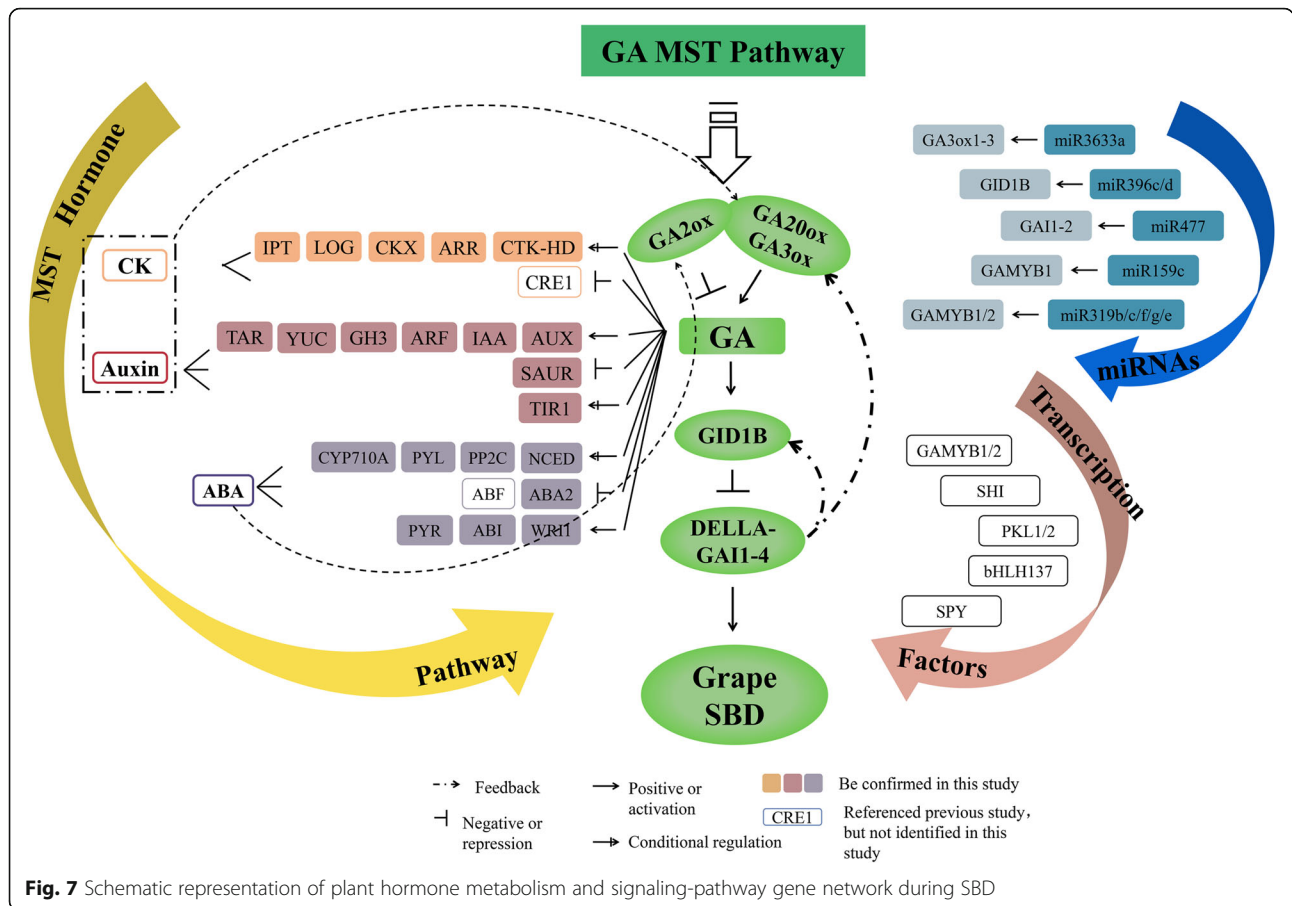 GA MST Pathway
MST Hormone
Pathway
CK
Auxin
ABA
IPT
LOG
CKX
ARR
CTK-HD
CRE1
TAR
YUC
GH3
ARF
IAA
AUX
SAUR
TIR1
CYP710A
PYL
PP2C
NCED
ABF
ABA2
PYR
ABI
WRI1
GA2ox
GA20ox
GA3ox
GA
GID1B
DELLA-
GAI1-4
Grape
SBD
GA3ox1-3
miR3633a
GID1B
miR396c/d
GAI1-2
miR477
GAMYB1
miR159c
GAMYB1/2
miR319b/c/f/g/e
miRNAs
Transcription
Factors
GAMYB1/2
SHI
PKL1/2
bHLH137
SPY
Feedback
Negative or
repression
Positive or
activation
Conditional regulation
Be confirmed in this study
CRE1
Referenced previous study,
but not identified in this
study
Fig. 7 Schematic representation of plant hormone metabolism and signaling-pathway gene network during SBD